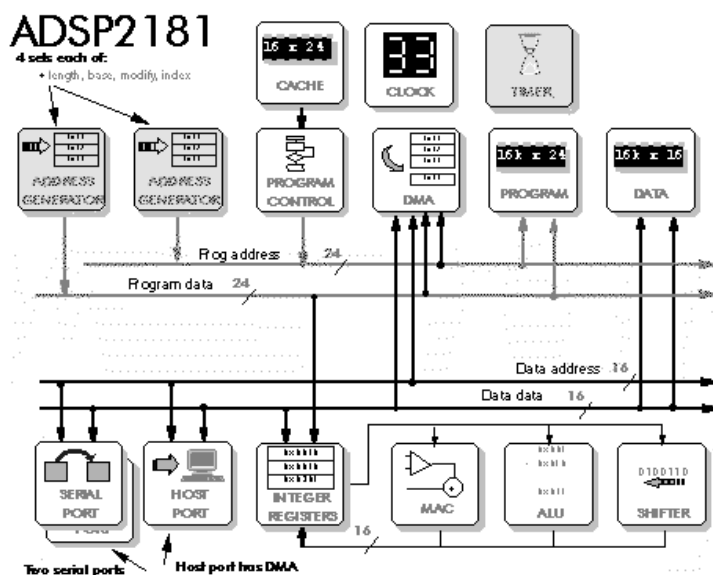 ADSP2181
4 sets each of:
• length, base, modify, index
16 x 24
CACHE
33
CLOCK
TIMER
ADDRESS
GENERATOR
ADDRESS
GENERATOR
PROGRAM
CONTROL
DMA
16k x 24
PROGRAM
16k x 16
DATA
Prog address 24
Program data 24
Data address 16
Data data 16
SERIAL
PORT
PORT
HOST
PORT
INTEGER
REGISTERS
MAC
ALU
0100110
SHIFTER
16
Two serial ports
Host port has DMA